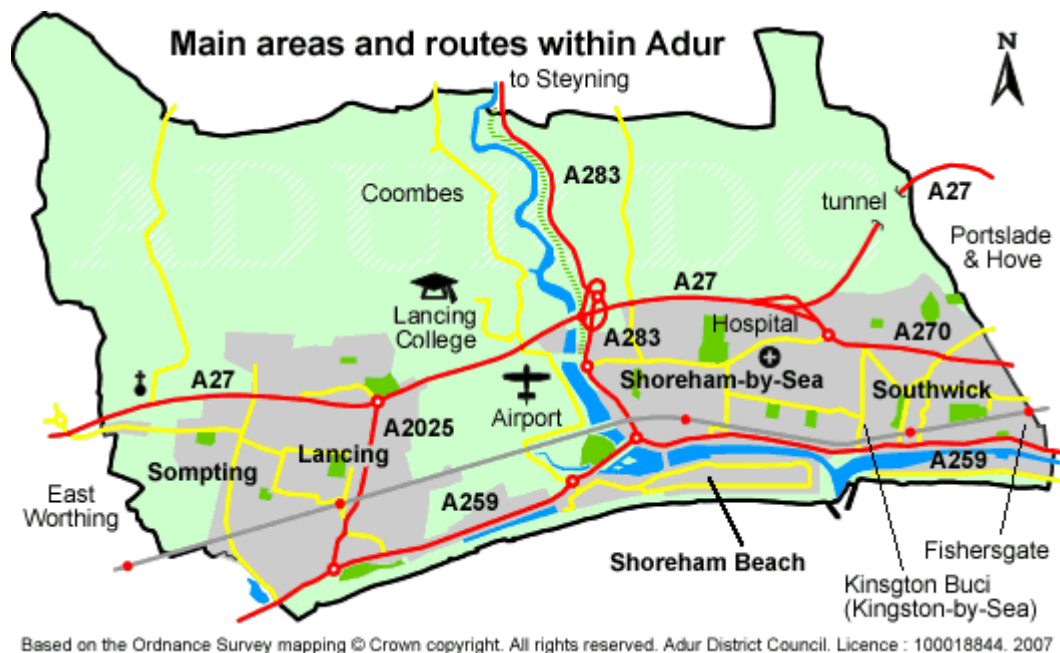 Main areas and routes within Adur
N
to Steyning
A283
Coombes
ADUR DC
tunnel
A27
Portslade
& Hove
A27
Lancing
College
Hospital
A283
A270
Shoreham-by-Sea
Southwick
A27
Airport
A2025
Lancing
Sompting
A259
A259
East
Worthing
Shoreham Beach
Fishersgate
Kinsgton Buci
(Kingston-by-Sea)
Based on the Ordnance Survey mapping © Crown copyright. All rights reserved. Adur District Council. Licence : 100018844. 2007